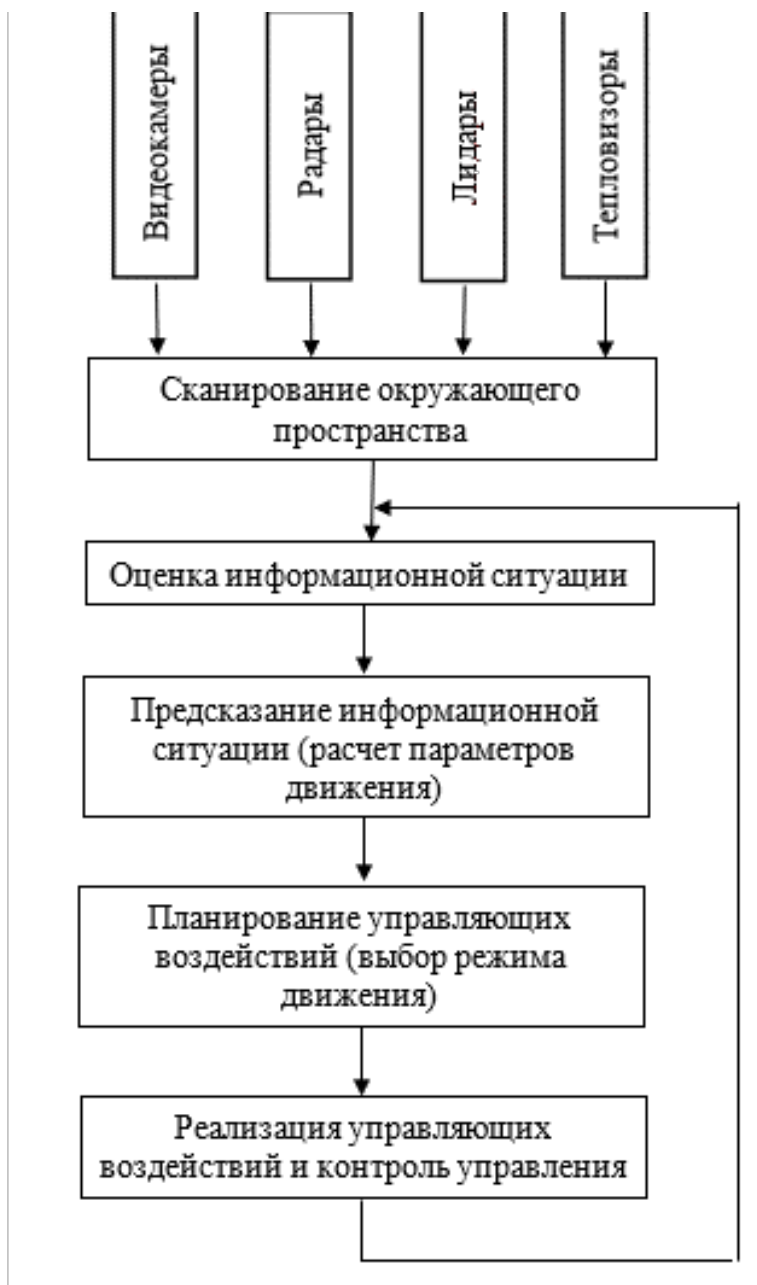 Видеокамеры
Радары
Лидары
Тепловизоры
Сканирование окружающего
пространства
Оценка информационной ситуации
Предсказание информационной
ситуации (расчет параметров
движения)
Планирование управляющих
воздействий (выбор режима
движения)
Реализация управляющих
воздействий и контроль управления